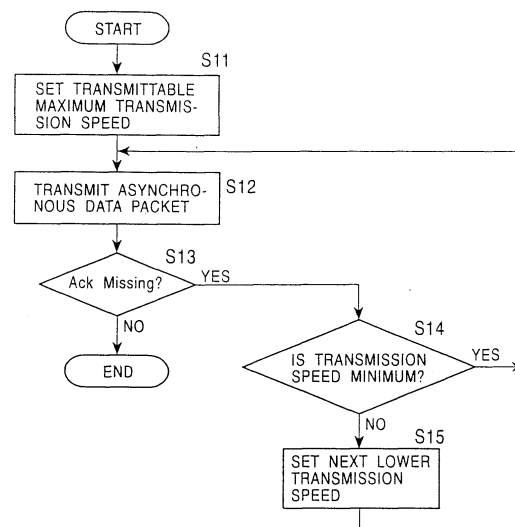 START
S11
SET TRANSMITTABLE
MAXIMUM TRANSMIS-
SION SPEED
S12
TRANSMIT ASYNCHRO-
NOUS DATA PACKET
S13
Ack Missing?
YES
NO
END
S14
IS TRANSMISSION
SPEED MINIMUM?
YES
NO
S15
SET NEXT LOWER
TRANSMISSION
SPEED